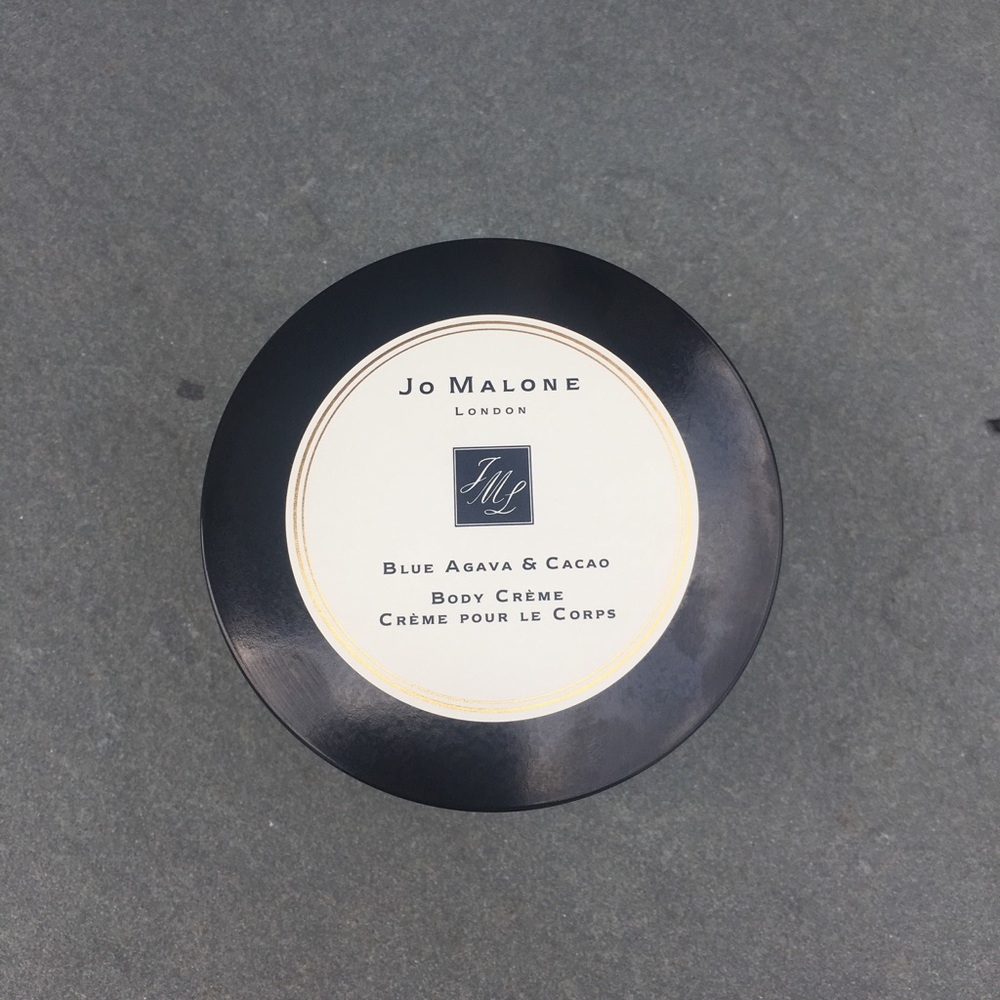 Jo Malone
London
JML
Blue Agava & Cacao
Body Crème
Crème pour le Corps